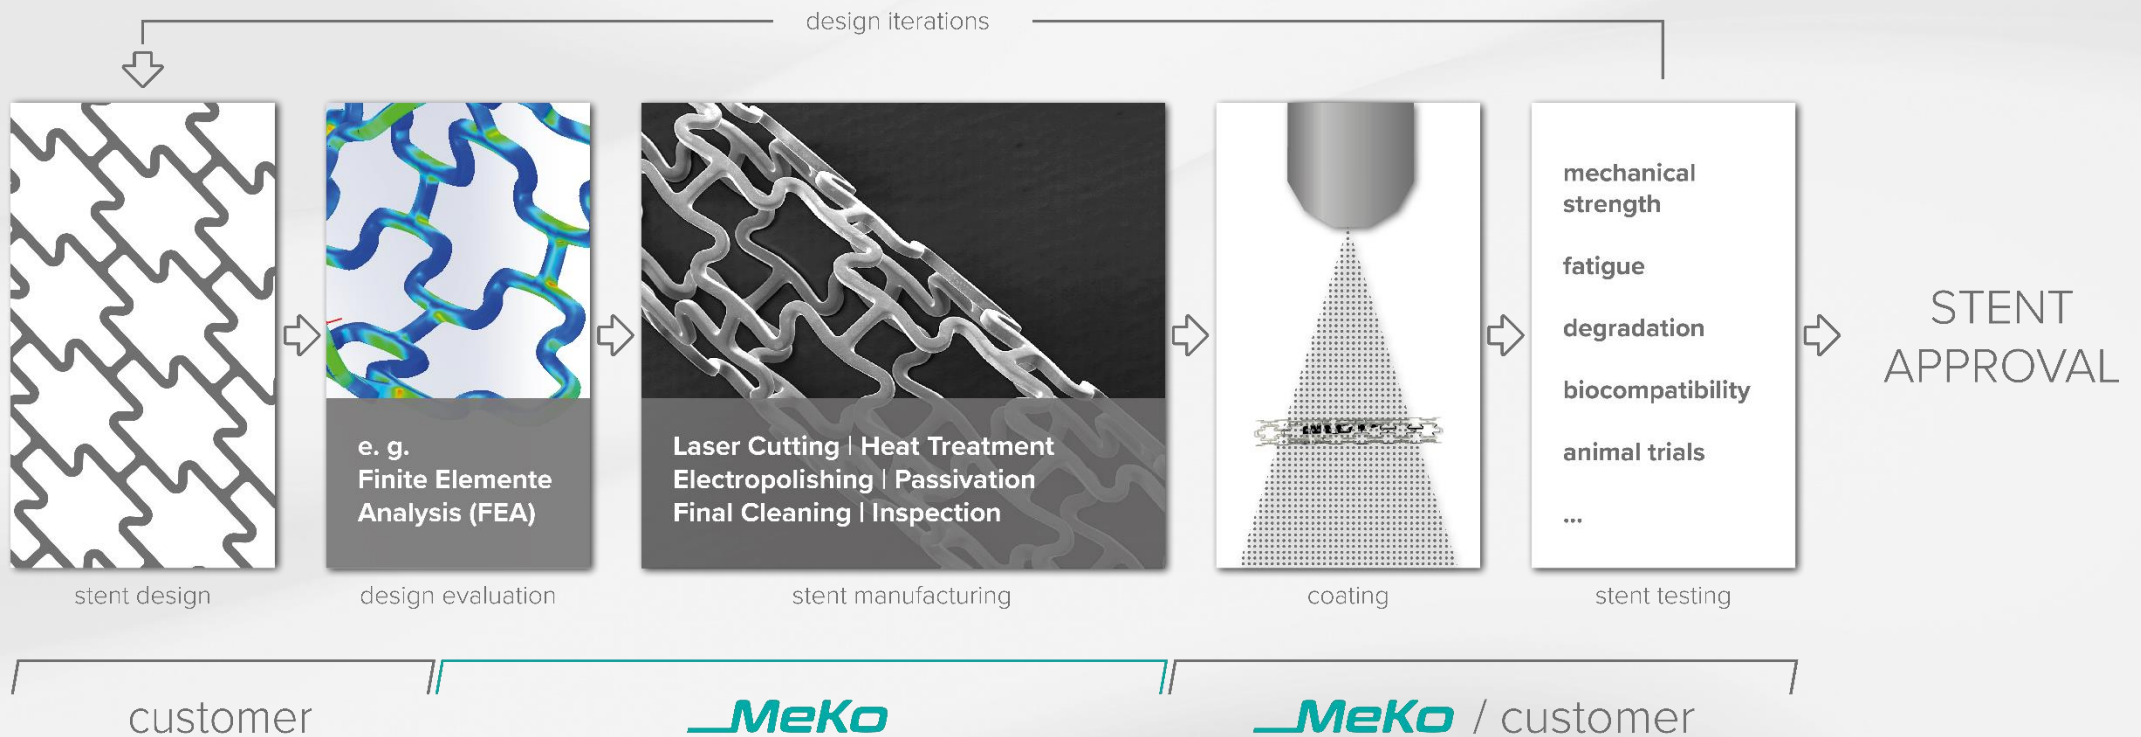 design iterations
e. g.
Finite Elemente
Analysis (FEA)
Laser Cutting | Heat Treatment
Electropolishing | Passivation
Final Cleaning | Inspection
mechanical
strength
fatigue
degradation
biocompatibility
animal trials
...
STENT
APPROVAL
stent design
design evaluation
stent manufacturing
coating
stent testing
customer
MeKo
MeKo / customer